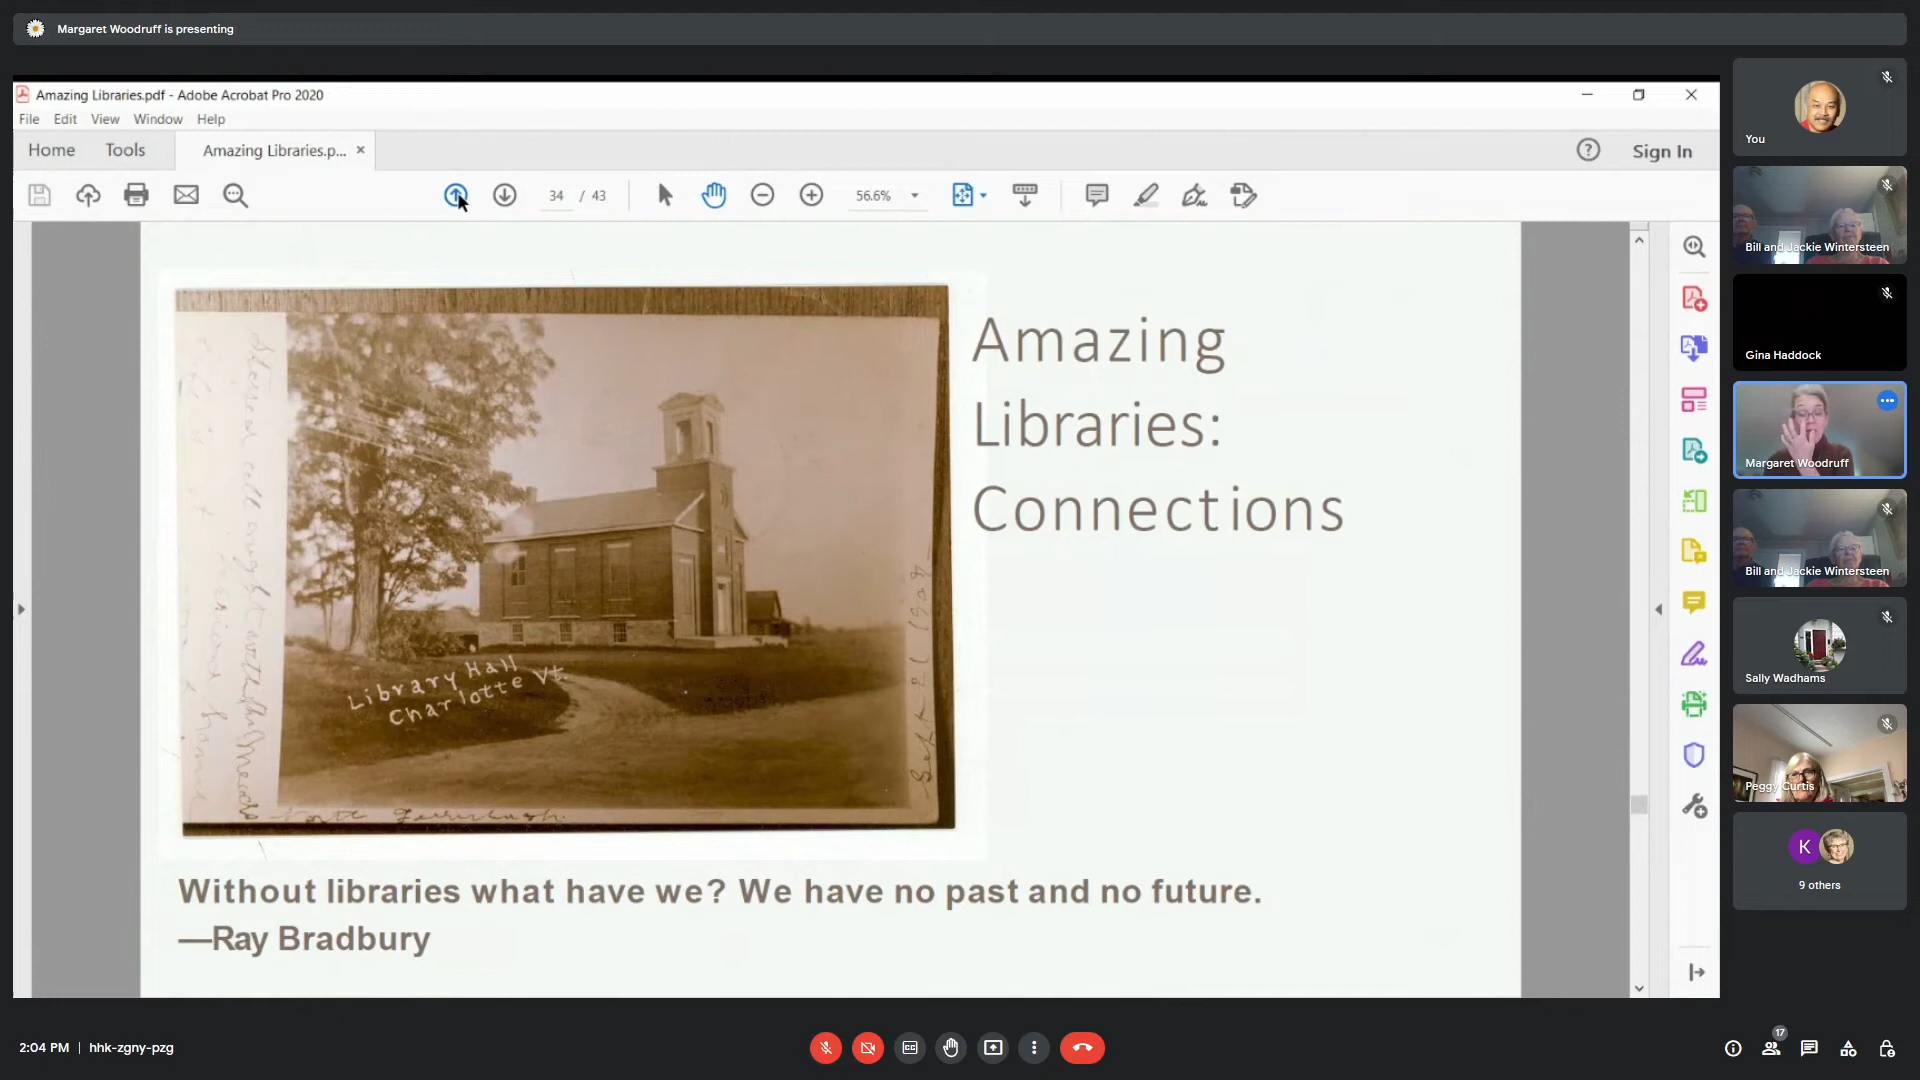 Margaret Woodruff is presenting
Amazing Libraries.pdf - Adobe Acrobat Pro 2020
File Edit View Window Help
Home Tools Amazing Libraries.p... ×
? Sign In
34 / 43
56.6%
Amazing
Libraries:
Connections
Library Hall
Charlotte Vt.
Without libraries what have we? We have no past and no future.
—Ray Bradbury
You
Bill and Jackie Wintersteen
Gina Haddock
Margaret Woodruff
Bill and Jackie Wintersteen
Sally Wadhams
Peggy Curtis
K
9 others
2:04 PM | hhk-zgny-pzg
CC
17